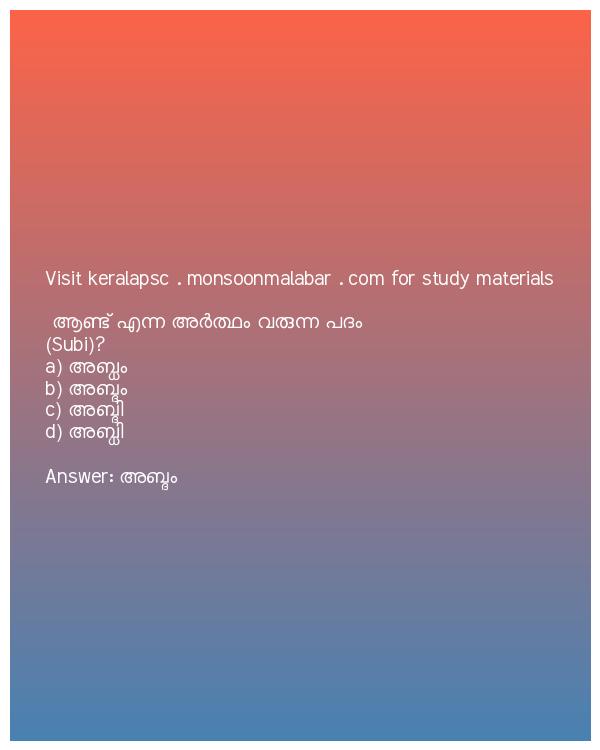 Visit keralapsc . monsoonmalabar . com for study materials
ആണ്ട് എന്ന അർത്ഥം വരുന്ന പദം
(Subi)?
a) അബ്ധം
b) അബ്ദം
c) അബ്ദി
d) അബ്ധി
Answer: അബ്ദം